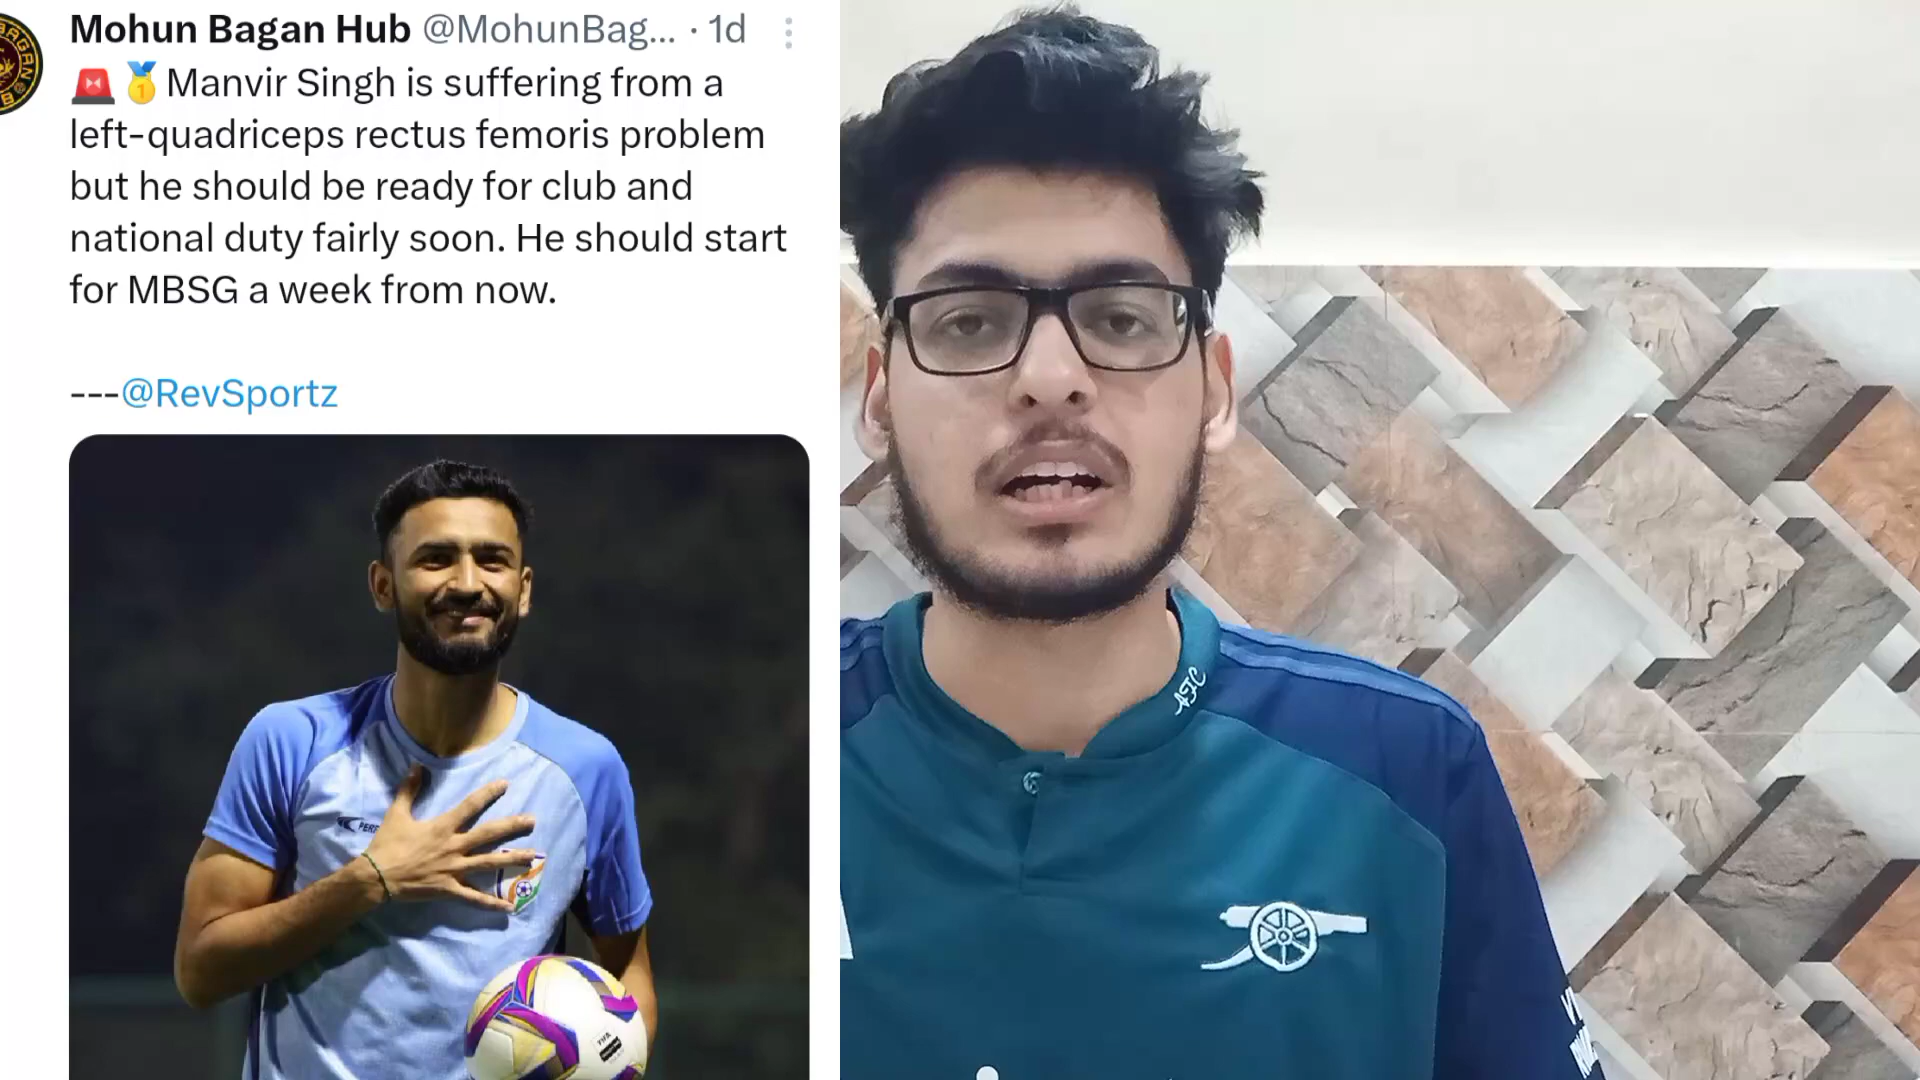 Mohun Bagan Hub @MohunBag... · 1d
🚨🥇Manvir Singh is suffering from a
left-quadriceps rectus femoris problem
but he should be ready for club and
national duty fairly soon. He should start
for MBSG a week from now.
---@RevSportz
AFC